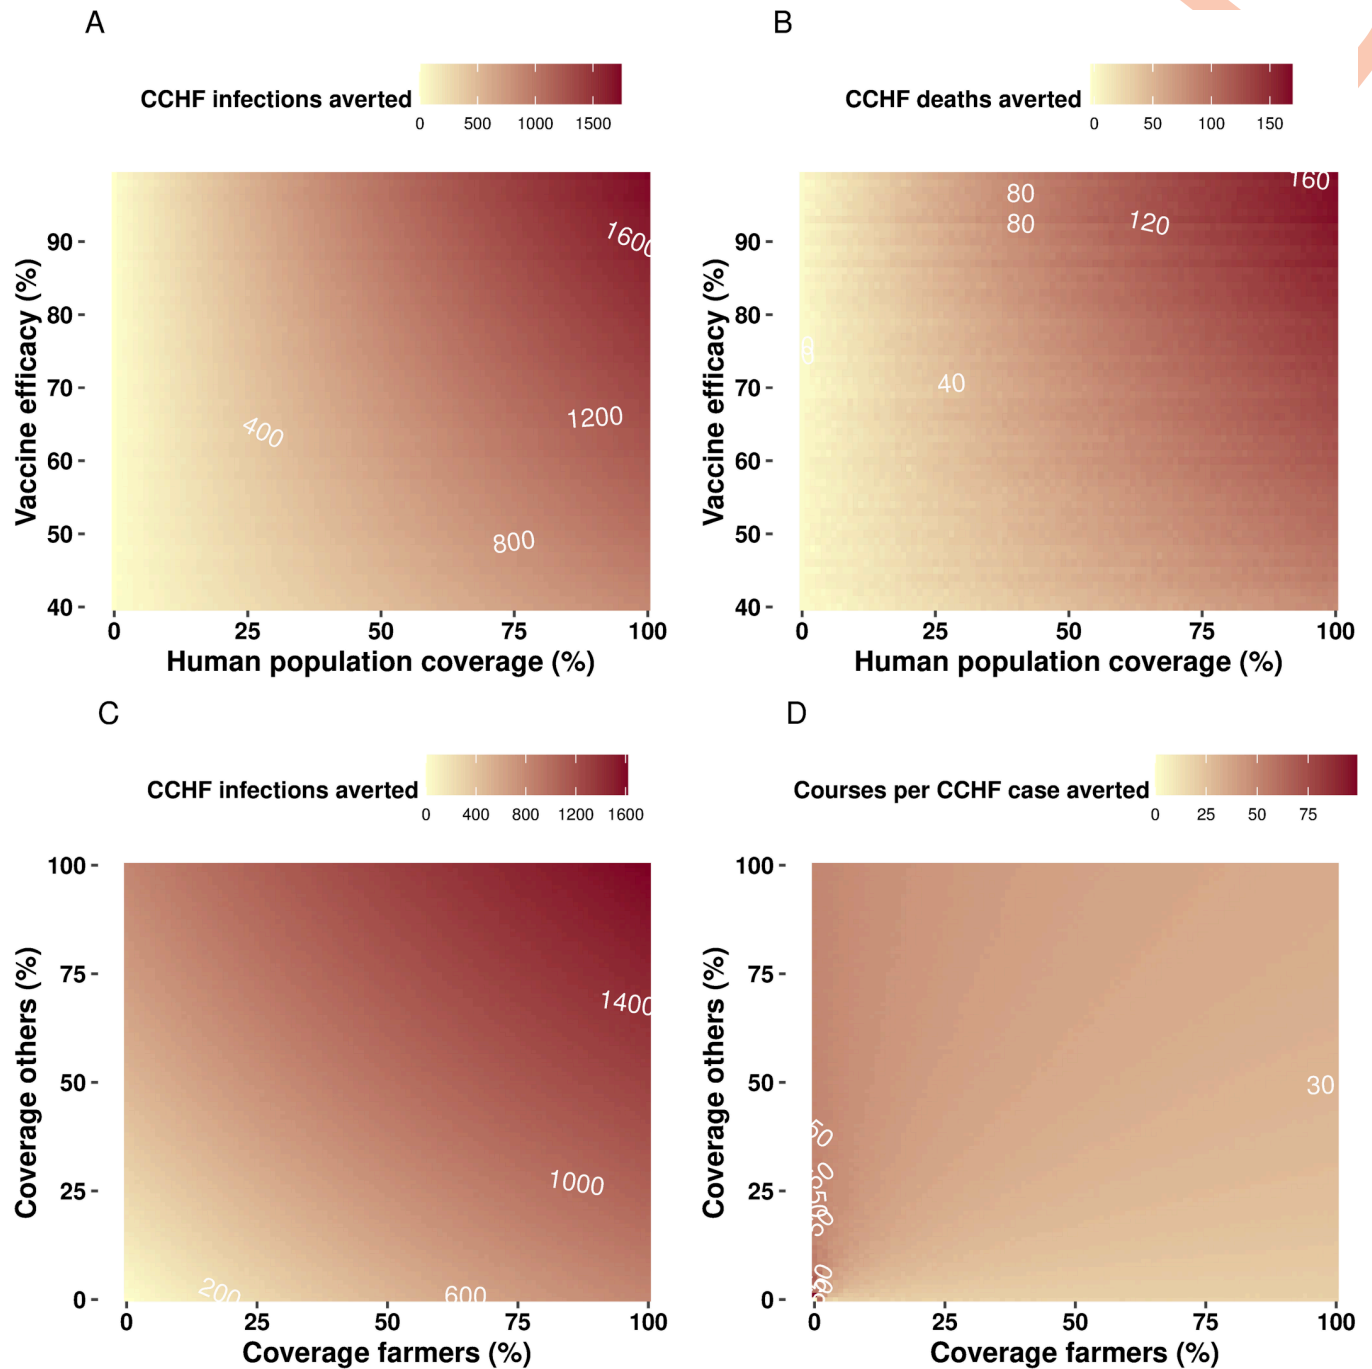 A
CCHF infections averted
0 500 1000 1500
90
80
70
60
50
40
Vaccine efficacy (%)
1600
1200
400
800
0 25 50 75 100
Human population coverage (%)
B
CCHF deaths averted
0 50 100 150
90
80
70
60
50
40
Vaccine efficacy (%)
160
80
80
120
0
40
0 25 50 75 100
Human population coverage (%)
C
CCHF infections averted
0 400 800 1200 1600
100
75
50
25
0
Coverage others (%)
1400
1000
200
600
0 25 50 75 100
Coverage farmers (%)
D
Courses per CCHF case averted
0 25 50 75
100
75
50
25
0
Coverage others (%)
30
50
0 25 50 75 100
Coverage farmers (%)